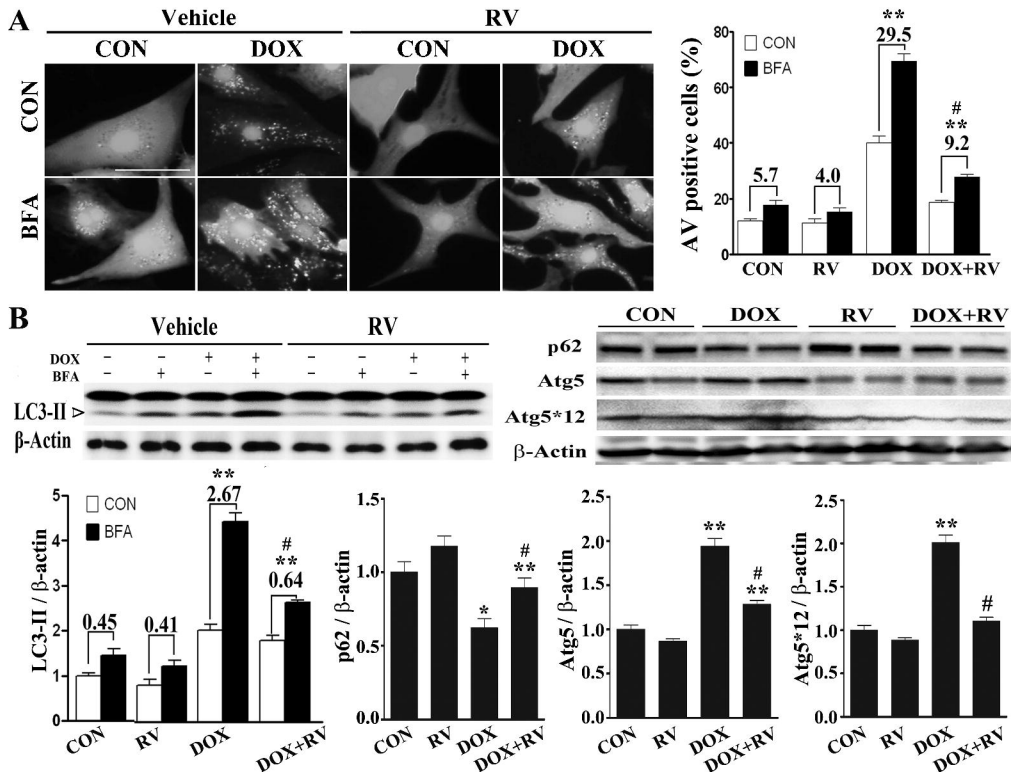 A
Vehicle RV
CON DOX CON DOX
CON
BFA
AV positive cells (%)
80
60
40
20
0
CON
BFA
5.7
4.0
**
29.5
#
**
9.2
CON RV DOX DOX+RV
B
Vehicle RV
DOX – – + + – – + +
BFA – + – + – + – +
LC3-II
β-Actin
CON DOX RV DOX+RV
p62
Atg5
Atg5*12
β-Actin
LC3-II / β-actin
5
4
3
2
1
0
CON
BFA
0.45
0.41
**
2.67
#
**
0.64
CON RV DOX DOX+RV
p62 / β-actin
1.5
1.0
0.5
0.0
*
#
**
CON RV DOX DOX+RV
Atg5 / β-actin
2.5
2.0
1.5
1.0
0.5
0.0
**
#
**
CON RV DOX DOX+RV
Atg5*12 / β-actin
2.5
2.0
1.5
1.0
0.5
0.0
**
#
CON RV DOX DOX+RV